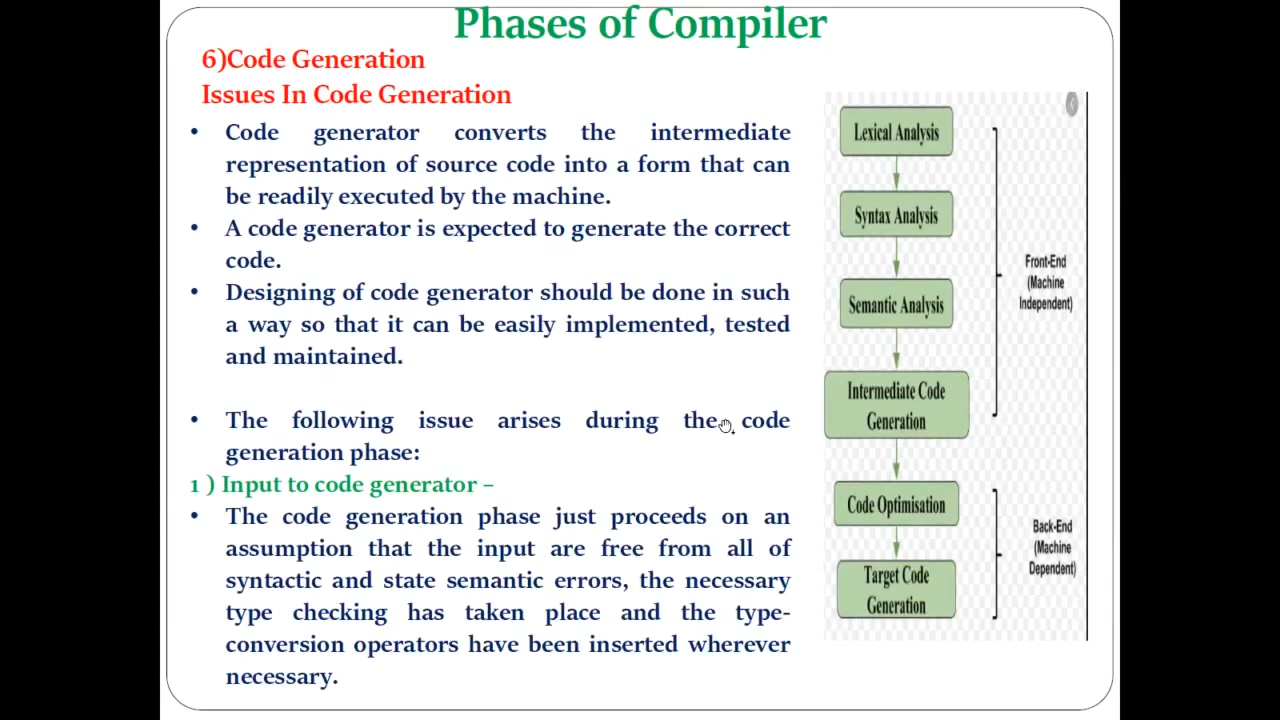 Phases of Compiler
6)Code Generation
Issues In Code Generation
• Code generator converts the intermediate
representation of source code into a form that can
be readily executed by the machine.
• A code generator is expected to generate the correct
code.
• Designing of code generator should be done in such
a way so that it can be easily implemented, tested
and maintained.
• The following issue arises during the code
generation phase:
1 ) Input to code generator –
• The code generation phase just proceeds on an
assumption that the input are free from all of
syntactic and state semantic errors, the necessary
type checking has taken place and the type-
conversion operators have been inserted wherever
necessary.
Lexical Analysis
Syntax Analysis
Semantic Analysis
Intermediate Code
Generation
Code Optimisation
Target Code
Generation
Front-End
(Machine
Independent)
Back-End
(Machine
Dependent)